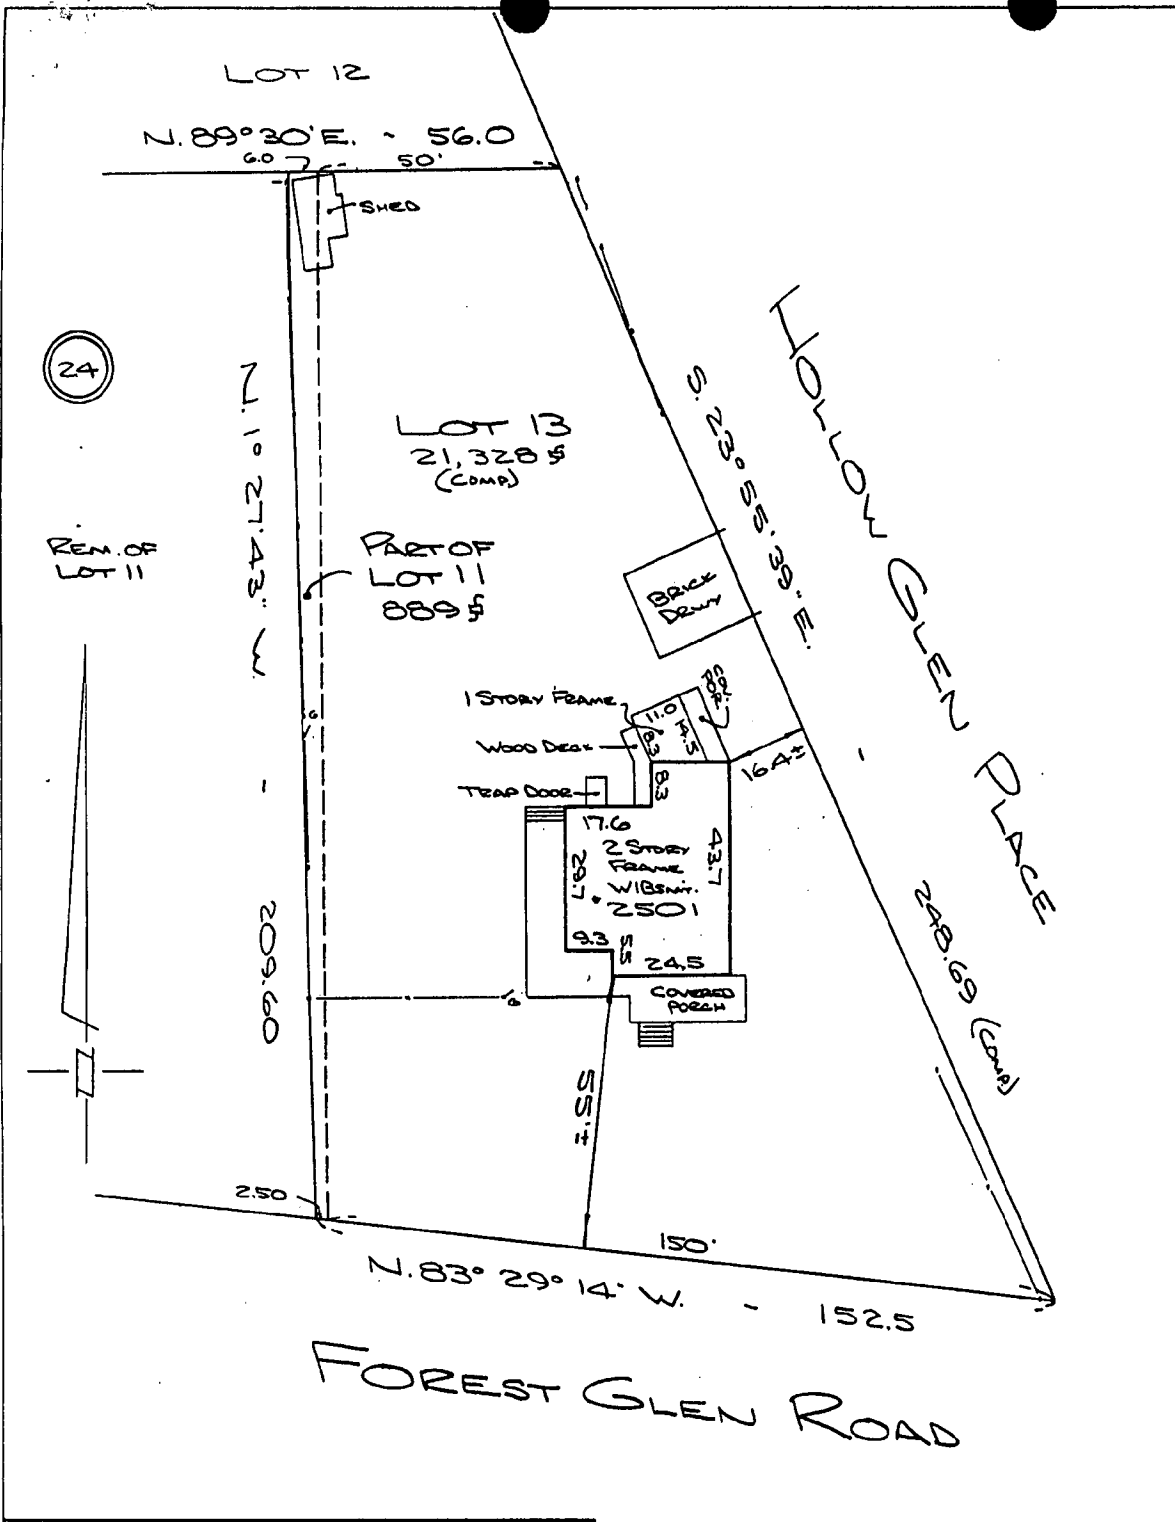 LOT 12
N. 89° 30' E. - 56.0
6.0
50'
SHED
24
HOLLOW GLEN PLACE
N. 1° 27' 43" W. - 209.60
S. 23° 55' 39" E. - 248.69 (COMP.)
LOT 13
21,328 ⌗
(COMP.)
REM. OF
LOT 11
PART OF
LOT 11
889 ⌗
BRICK
DRWY
COV.
POR.
1 STORY FRAME
11.0
14.5
8.3
WOOD DECK
16.4±
8.3
TRAP DOOR
17.6
2 STORY
FRAME
W/BSMT.
2501
43.7
29.7
9.3
5.5
24.5
COVERED
PORCH
55'±
2.50
150'
N. 83° 29° 14' W. - 152.5
FOREST GLEN ROAD